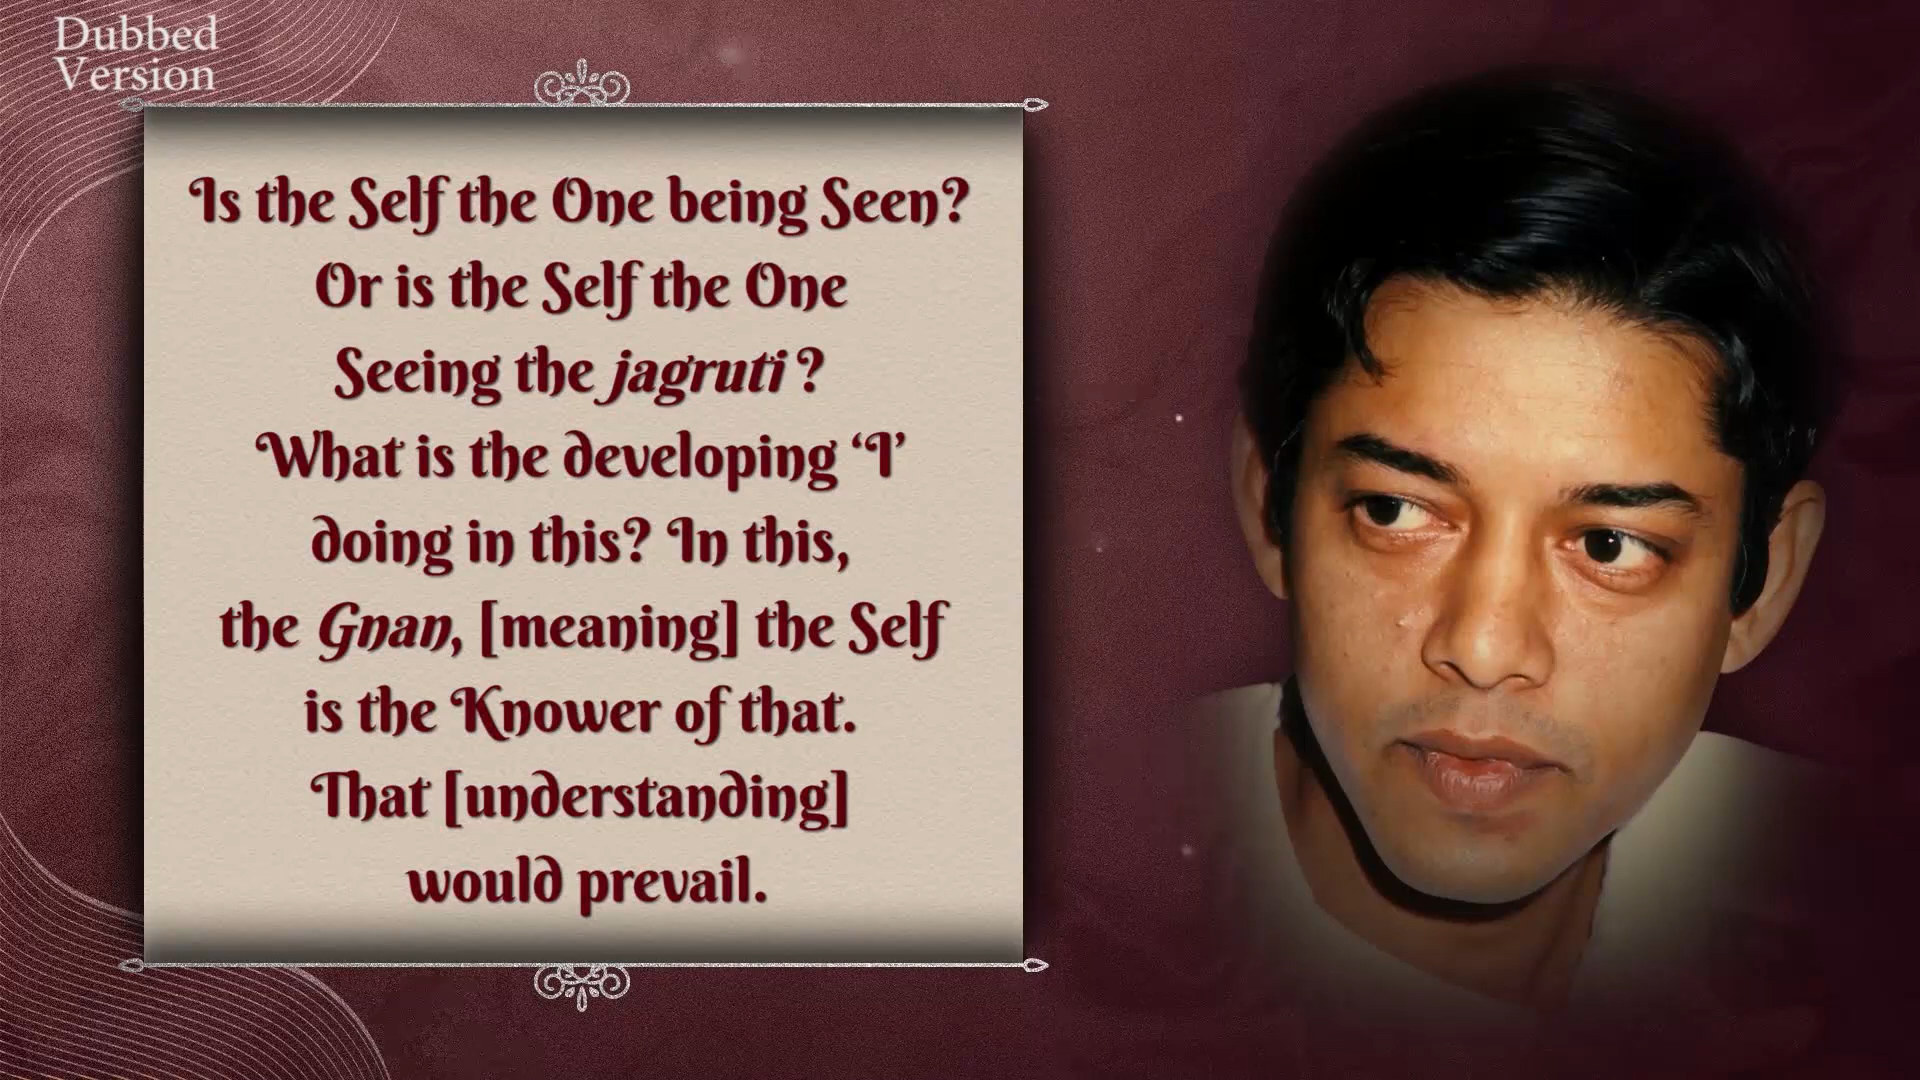 Dubbed
Version
Is the Self the One being Seen?
Or is the Self the One
Seeing the jagruti ?
What is the developing ‘I’
doing in this? In this,
the Gnan, [meaning] the Self
is the Knower of that.
That [understanding]
would prevail.